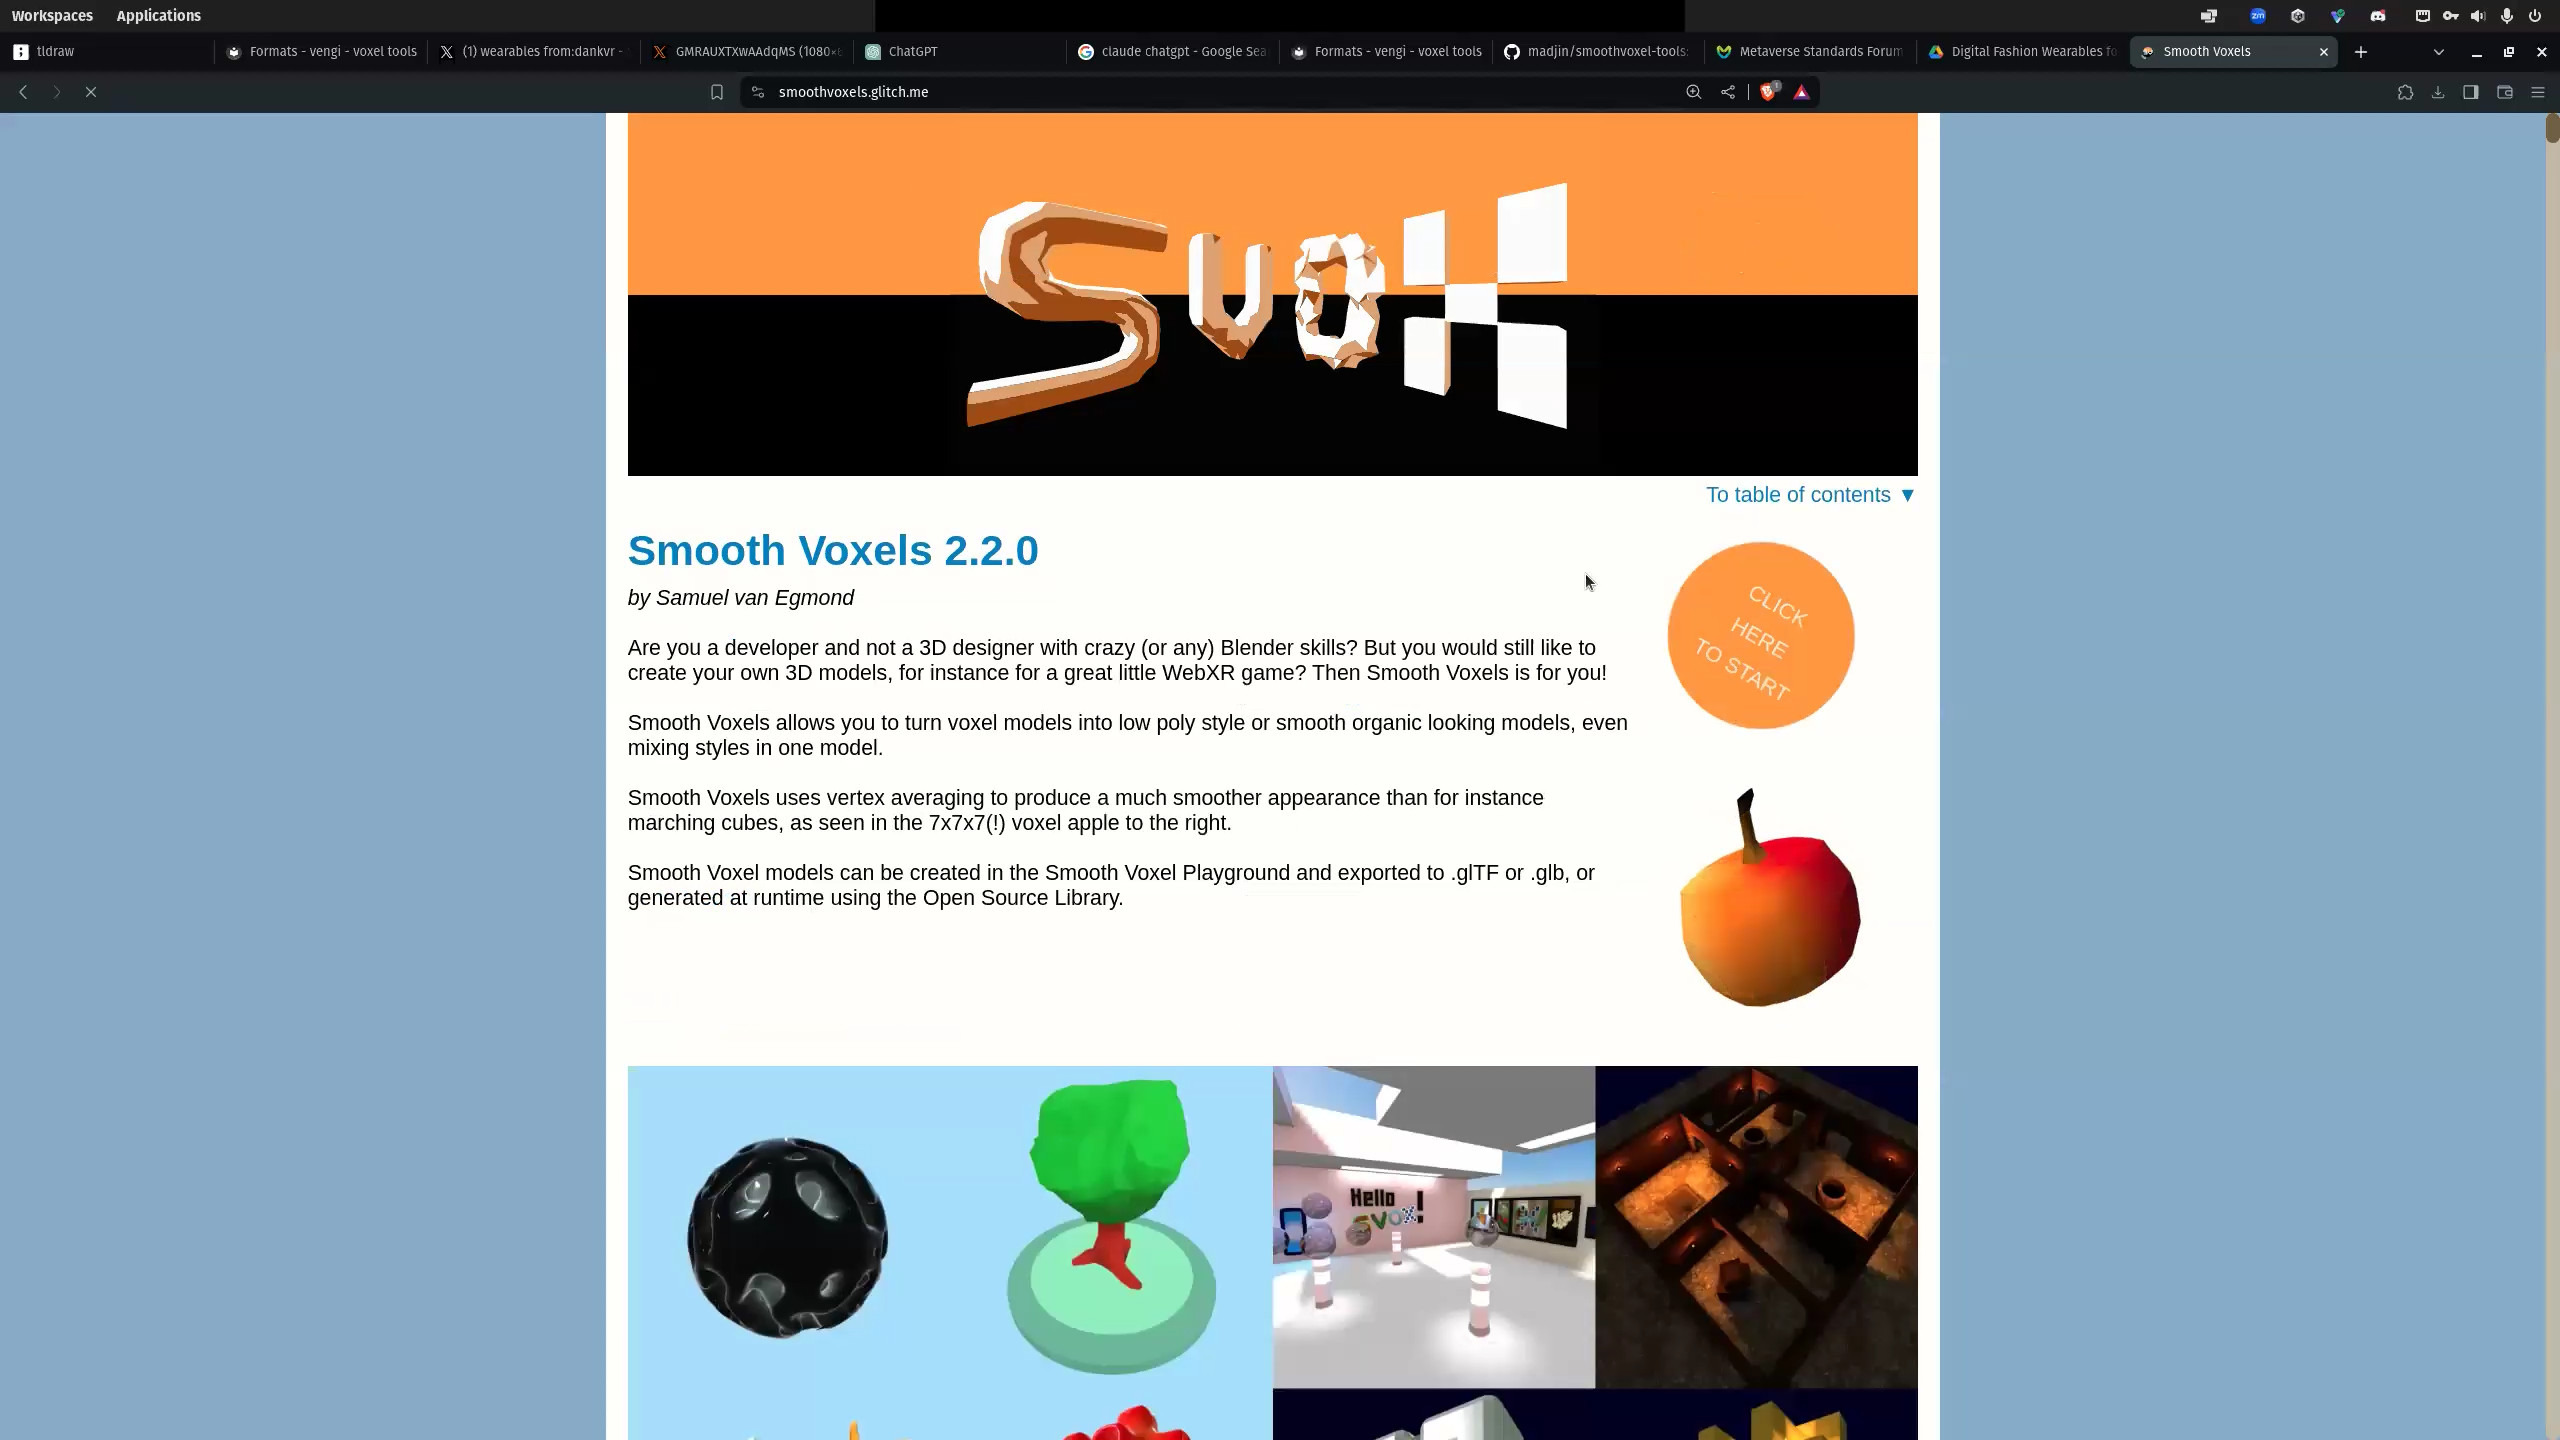 Workspaces Applications
tldraw
Formats - vengi - voxel tools
(1) wearables from:dankvr -
GMRAUXTXwAAdqMS (1080×
ChatGPT
claude chatgpt - Google Sea
Formats - vengi - voxel tools
madjin/smoothvoxel-tools:
Metaverse Standards Forum
Digital Fashion Wearables fo
Smooth Voxels
smoothvoxels.glitch.me
SvoX
To table of contents ▼
Smooth Voxels 2.2.0
by Samuel van Egmond
CLICK
HERE
TO START
Are you a developer and not a 3D designer with crazy (or any) Blender skills? But you would still like to
create your own 3D models, for instance for a great little WebXR game? Then Smooth Voxels is for you!
Smooth Voxels allows you to turn voxel models into low poly style or smooth organic looking models, even
mixing styles in one model.
Smooth Voxels uses vertex averaging to produce a much smoother appearance than for instance
marching cubes, as seen in the 7x7x7(!) voxel apple to the right.
Smooth Voxel models can be created in the Smooth Voxel Playground and exported to .glTF or .glb, or
generated at runtime using the Open Source Library.
Hello
svox!